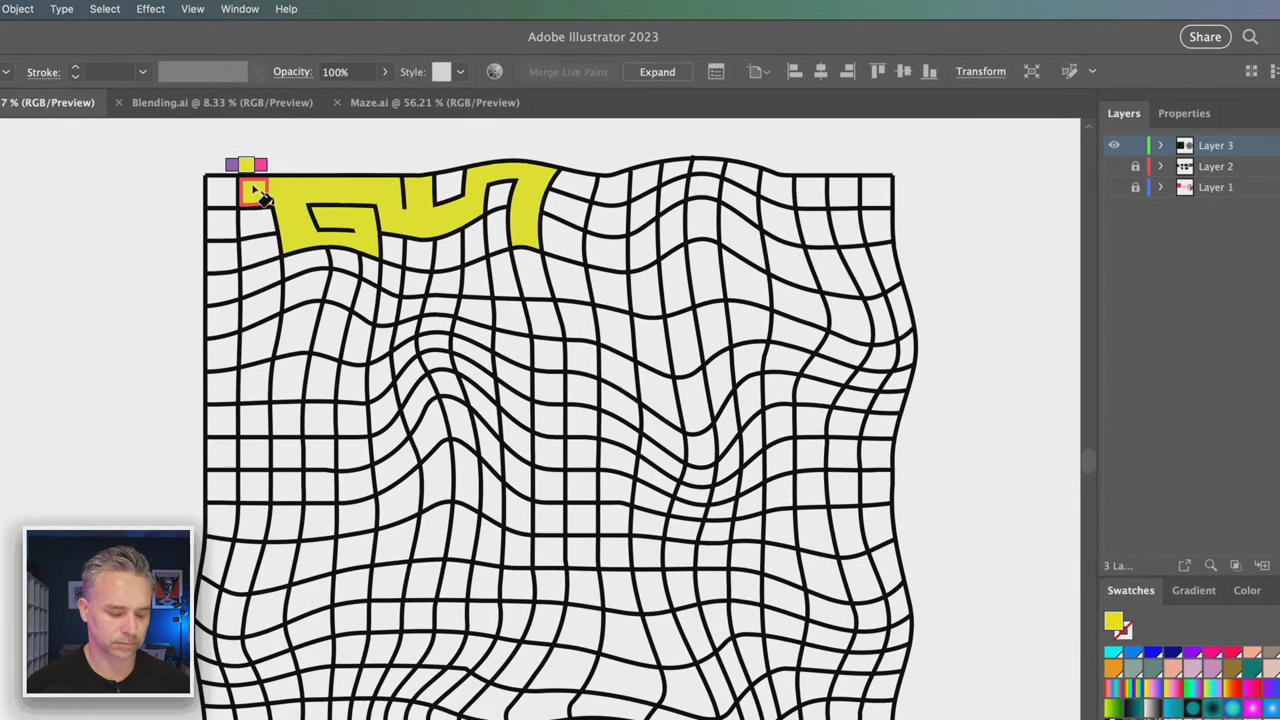 Object Type Select Effect View Window Help
Adobe Illustrator 2023
Share
Stroke: Opacity: 100% Style: Merge Live Paint Expand Transform
7 % (RGB/Preview) × Blending.ai @ 8.33 % (RGB/Preview) × Maze.ai @ 56.21 % (RGB/Preview)
Layers Properties
Layer 3
Layer 2
Layer 1
3 La...
Swatches Gradient Color